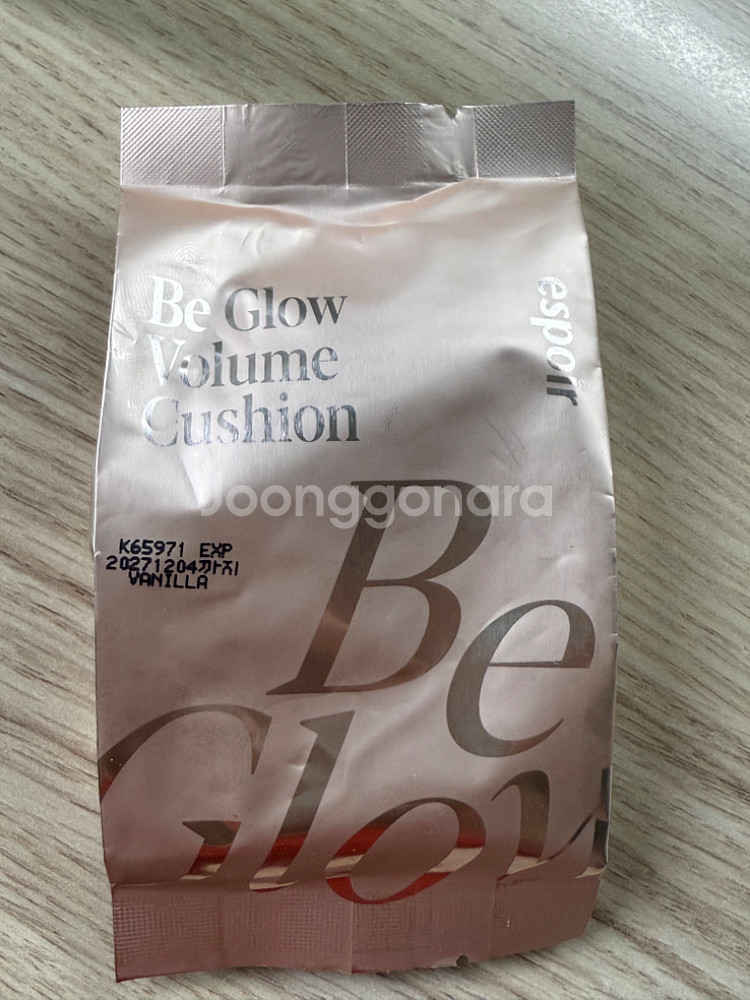 Be Glow
Volume
Cushion
espoir
Joonggonara
K65971 EXP
20271204까지
VANILLA
Be
Glow